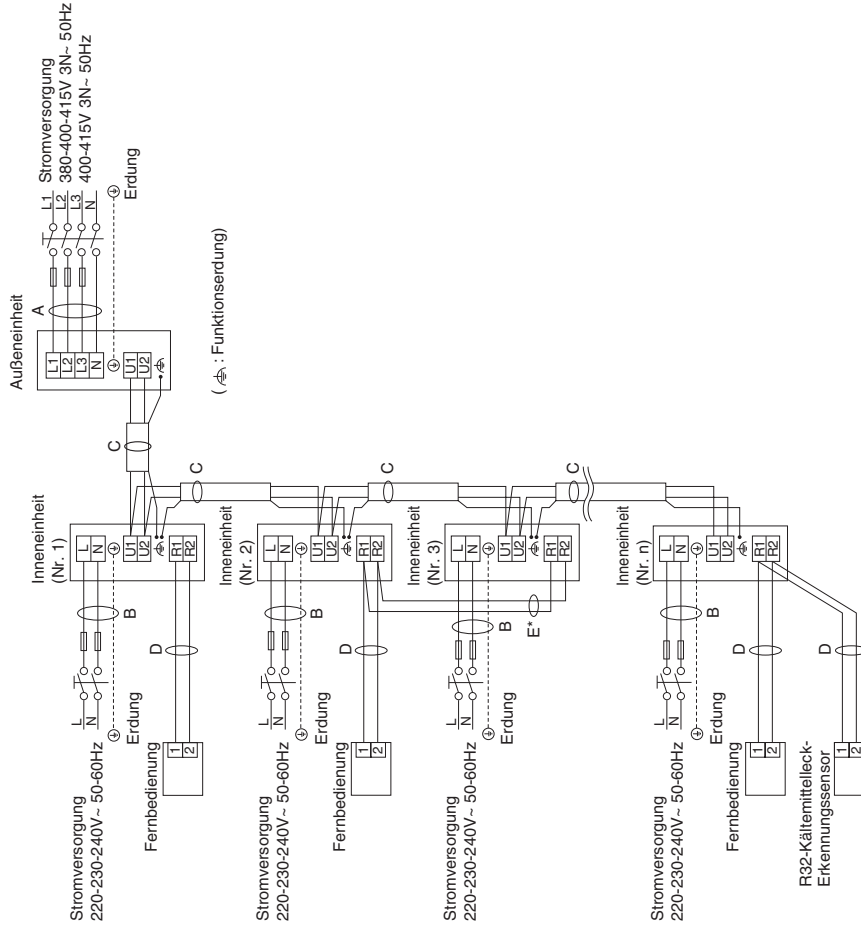 Außeneinheit
A
L1
L2
L3
N
Stromversorgung
380-400-415V 3N~ 50Hz
400-415V 3N~ 50Hz
Erdung
L1
L2
L3
N
U1
U2
( : Funktionserdung)
C
Inneneinheit
(Nr. 1)
Stromversorgung
220-230-240V~ 50-60Hz
L
N
Erdung
B
L
N
U1
U2
R1
R2
D
Fernbedienung
1
2
C
Inneneinheit
(Nr. 2)
Stromversorgung
220-230-240V~ 50-60Hz
L
N
Erdung
B
L
N
U1
U2
R1
R2
D
Fernbedienung
1
2
C
E*
Inneneinheit
(Nr. 3)
Stromversorgung
220-230-240V~ 50-60Hz
L
N
Erdung
B
L
N
U1
U2
R1
R2
C
Inneneinheit
(Nr. n)
Stromversorgung
220-230-240V~ 50-60Hz
L
N
Erdung
B
L
N
U1
U2
R1
R2
D
Fernbedienung
1
2
D
R32-Kältemittelleck-
Erkennungssensor
1
2